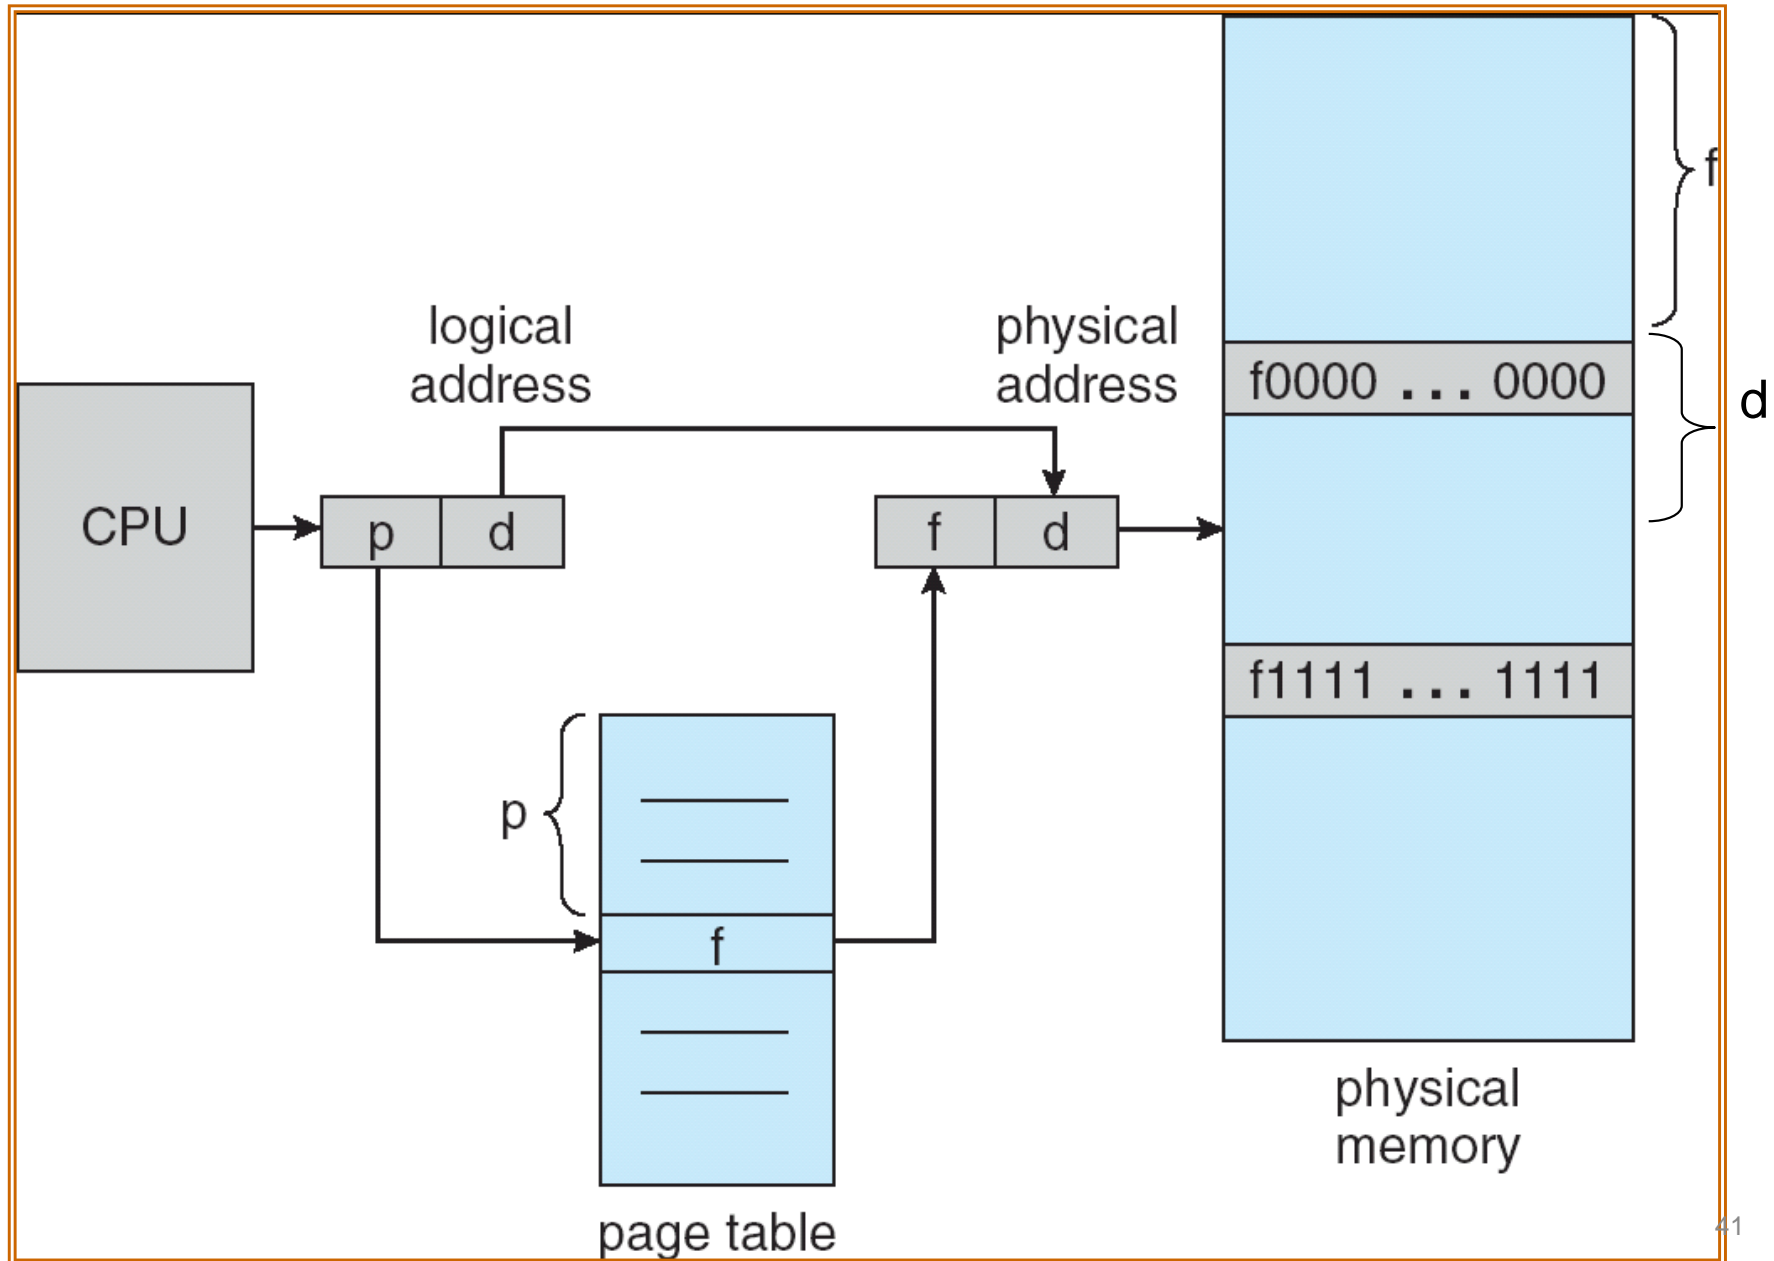 f
logical
address
physical
address
f0000 ... 0000
d
CPU
p
d
f
d
f1111 ... 1111
p
f
physical
memory
page table
41